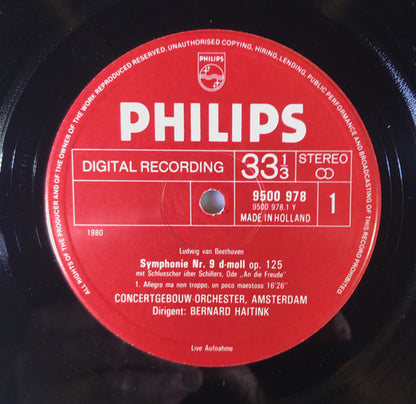 ALL RIGHTS OF THE PRODUCER AND OF THE OWNER OF THE WORK REPRODUCED RESERVED. UNAUTHORISED COPYING, HIRING, LENDING, PUBLIC PERFORMANCE AND BROADCASTING OF THIS RECORD PROHIBITED
PHILIPS
PHILIPS
DIGITAL RECORDING
33 1/3
STEREO
9500 978
9500 978.1 Y
MADE IN HOLLAND
1
1980
Ludwig van Beethoven
Symphonie Nr. 9 d-moll op. 125
mit Schlusschor über Schillers, Ode „An die Freude"
1. Allegro ma non troppo, un poco maestoso 16'26"
CONCERTGEBOUW-ORCHESTER, AMSTERDAM
Dirigent: BERNARD HAITINK
Live Aufnahme